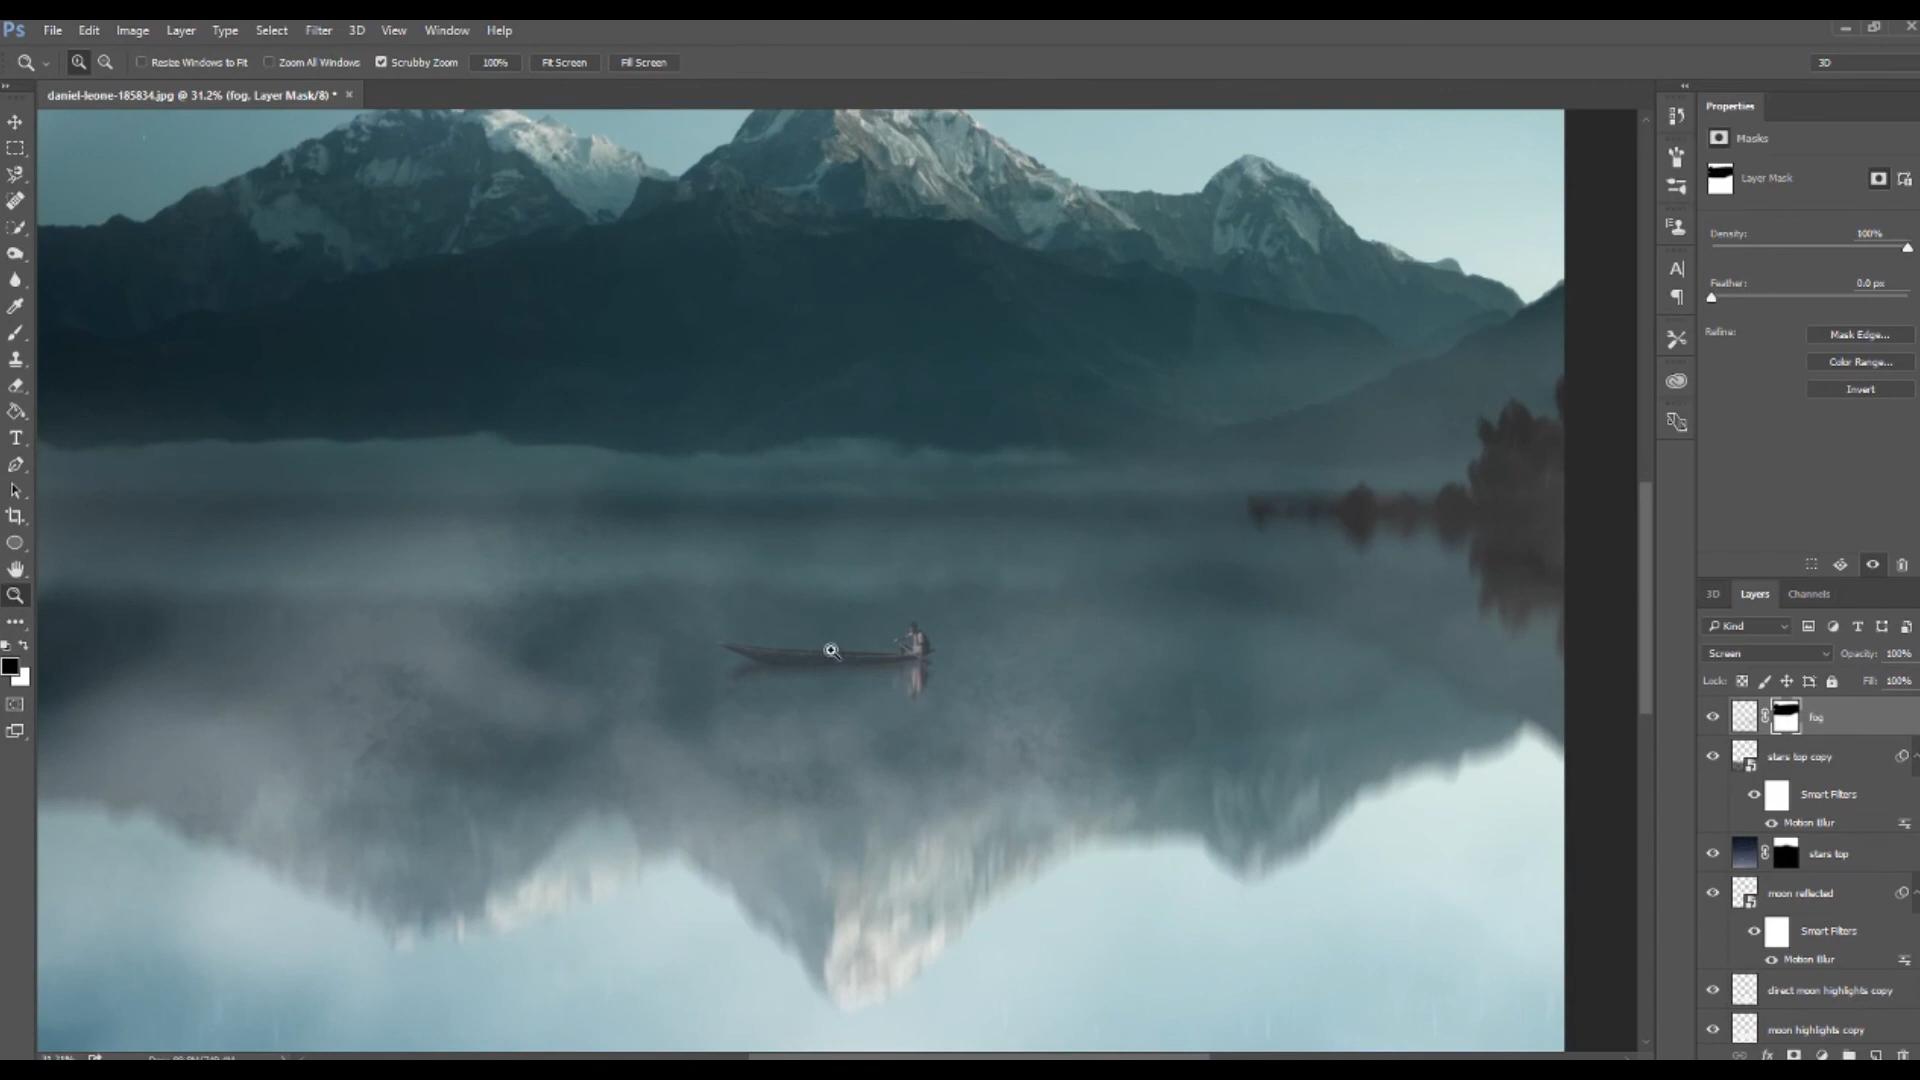 Ps File Edit Image Layer Type Select Filter 3D View Window Help
Resize Windows to Fit Zoom All Windows Scrubby Zoom 100% Fit Screen Fill Screen 3D
daniel-leone-185834.jpg @ 31.2% (fog, Layer Mask/8) *
Properties
Masks
Layer Mask
Density: 100%
Feather: 0.0 px
Refine: Mask Edge...
Color Range...
Invert
3D Layers Channels
Kind
Screen Opacity: 100%
Lock: Fill: 100%
fog
stars top copy
Smart Filters
Motion Blur
stars top
moon reflected
Smart Filters
Motion Blur
direct moon highlights copy
moon highlights copy